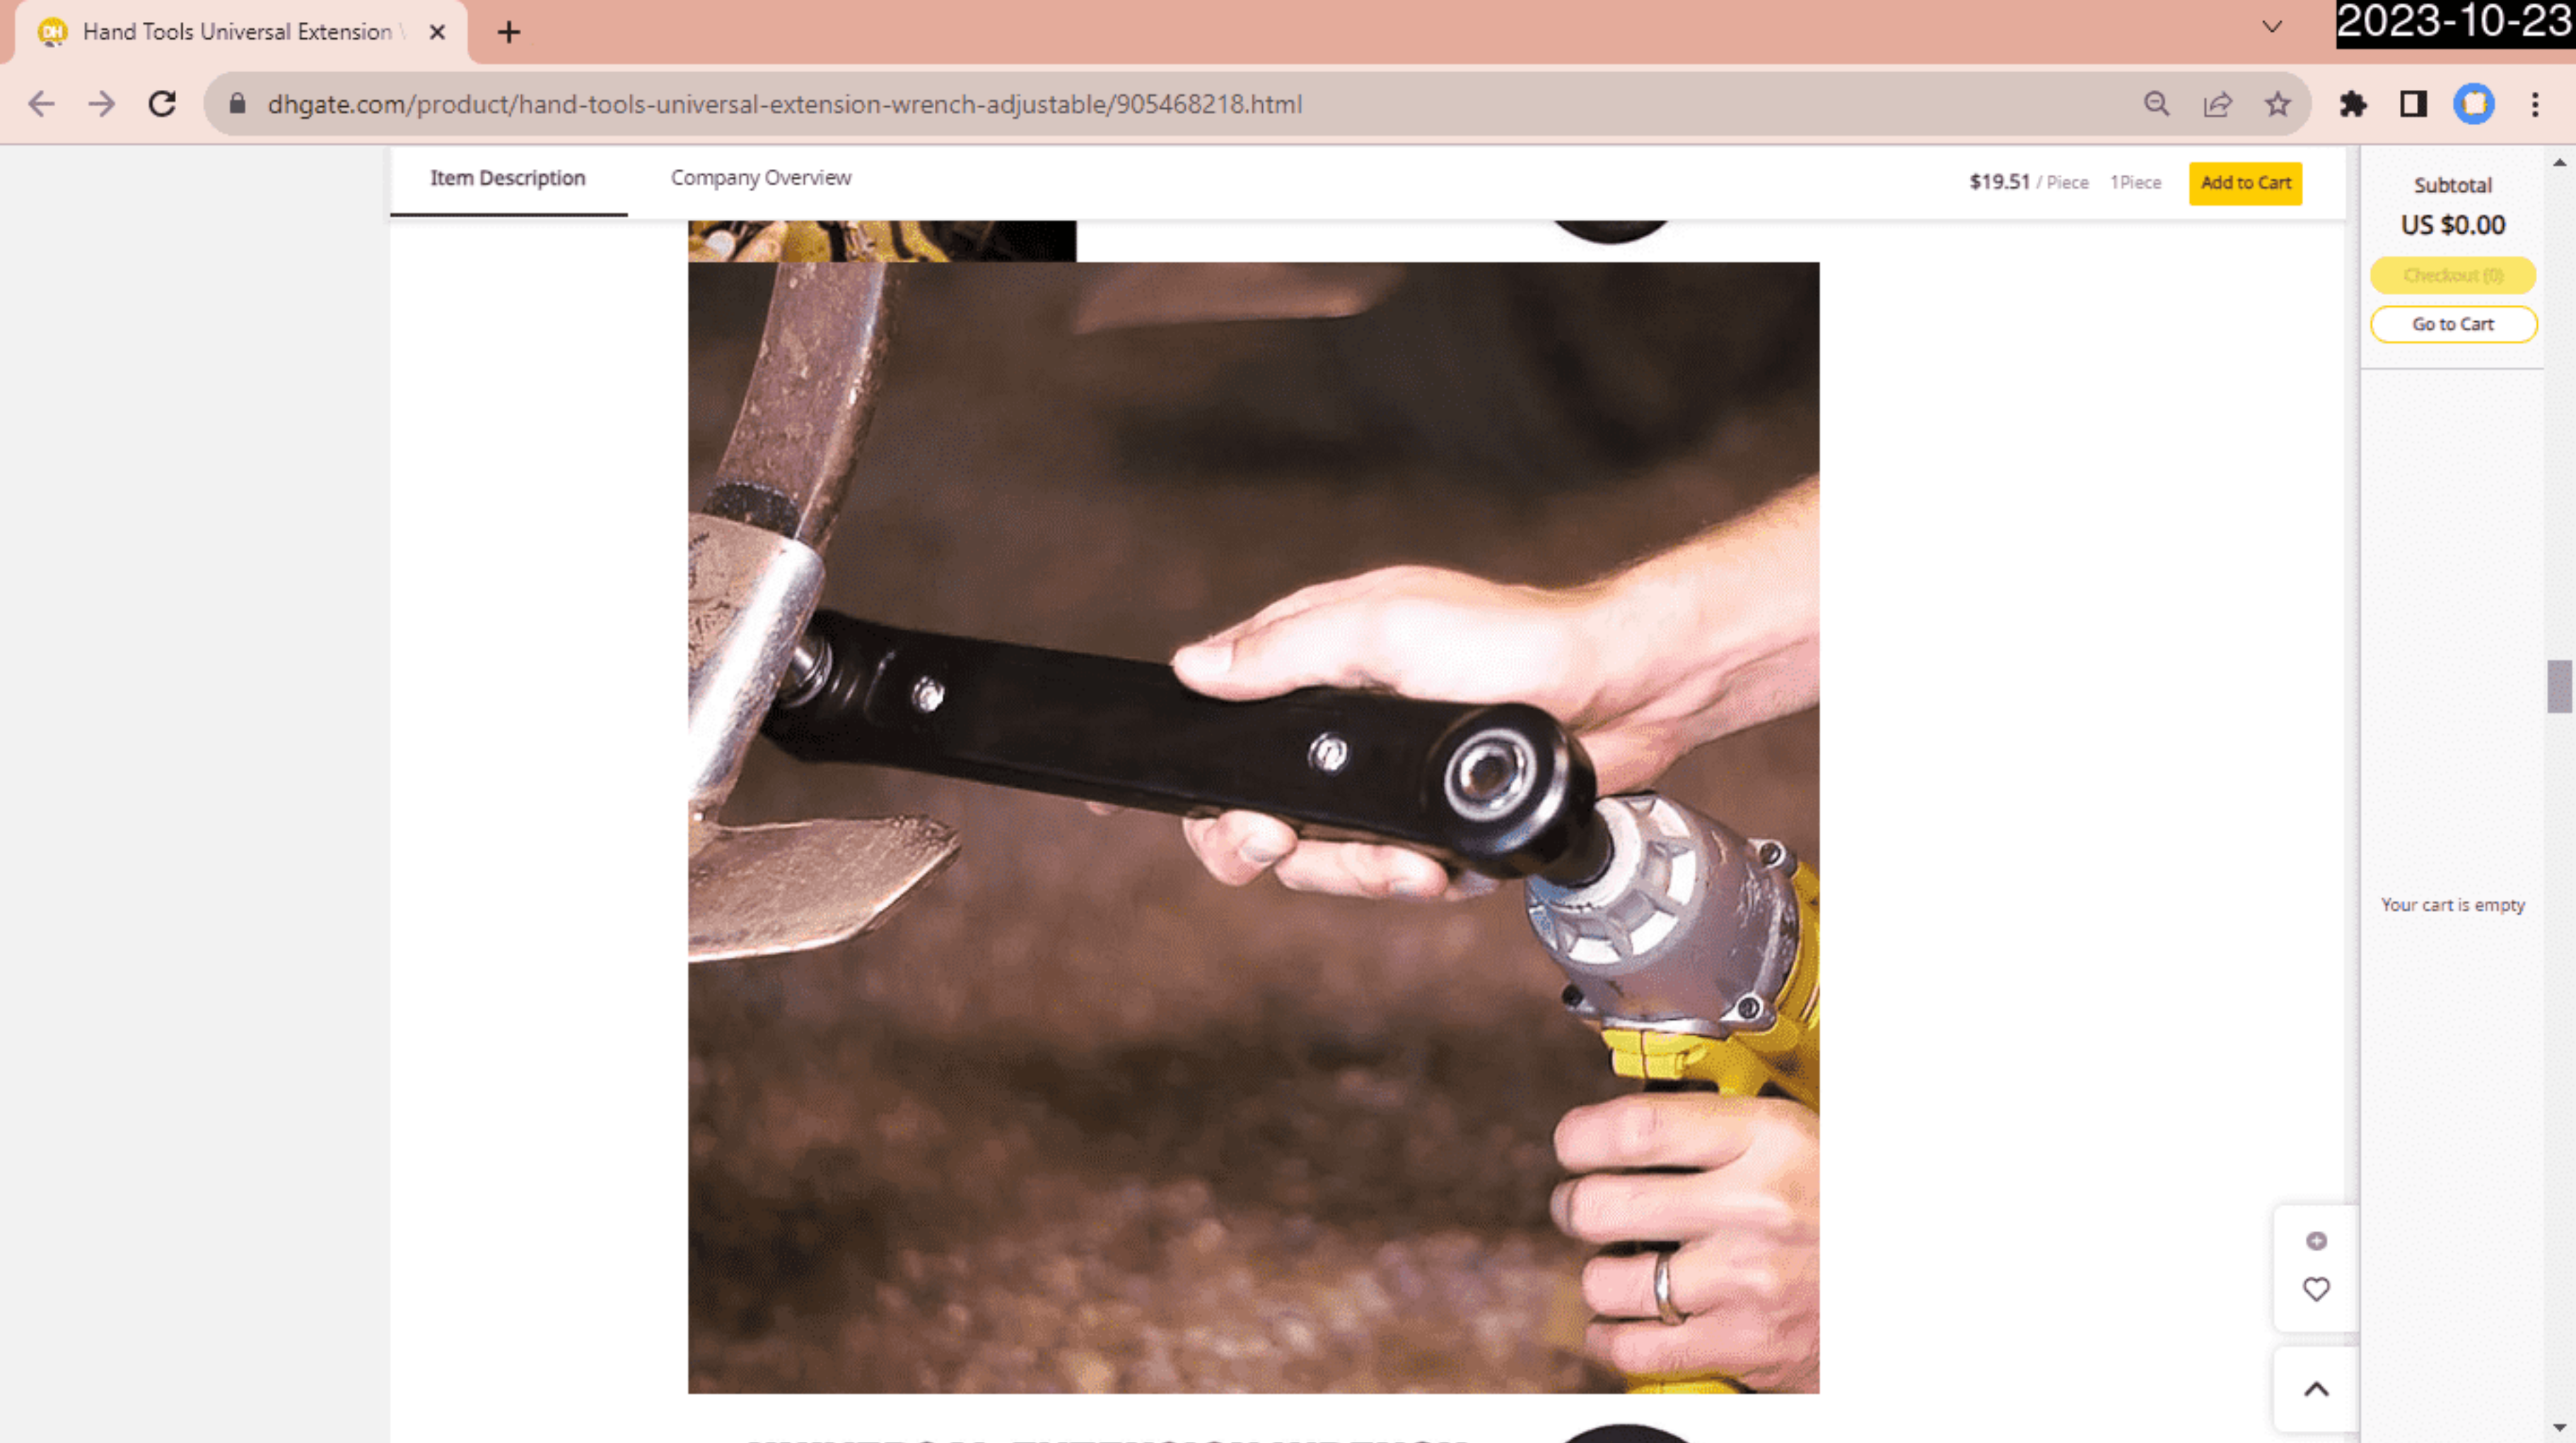 Hand Tools Universal Extension
2023-10-23
dhgate.com/product/hand-tools-universal-extension-wrench-adjustable/905468218.html
Item Description
Company Overview
$19.51 / Piece 1Piece
Add to Cart
Subtotal
US $0.00
Checkout (0)
Go to Cart
Your cart is empty